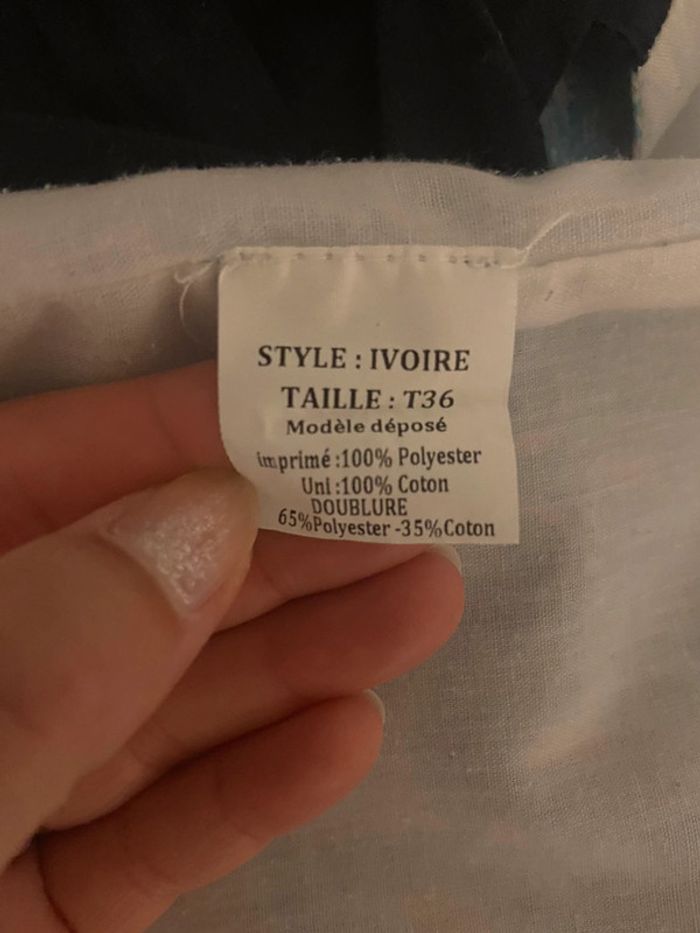 STYLE : IVOIRE
TAILLE : T36
Modèle déposé
imprimé :100% Polyester
Uni :100% Coton
DOUBLURE
65%Polyester -35%Coton